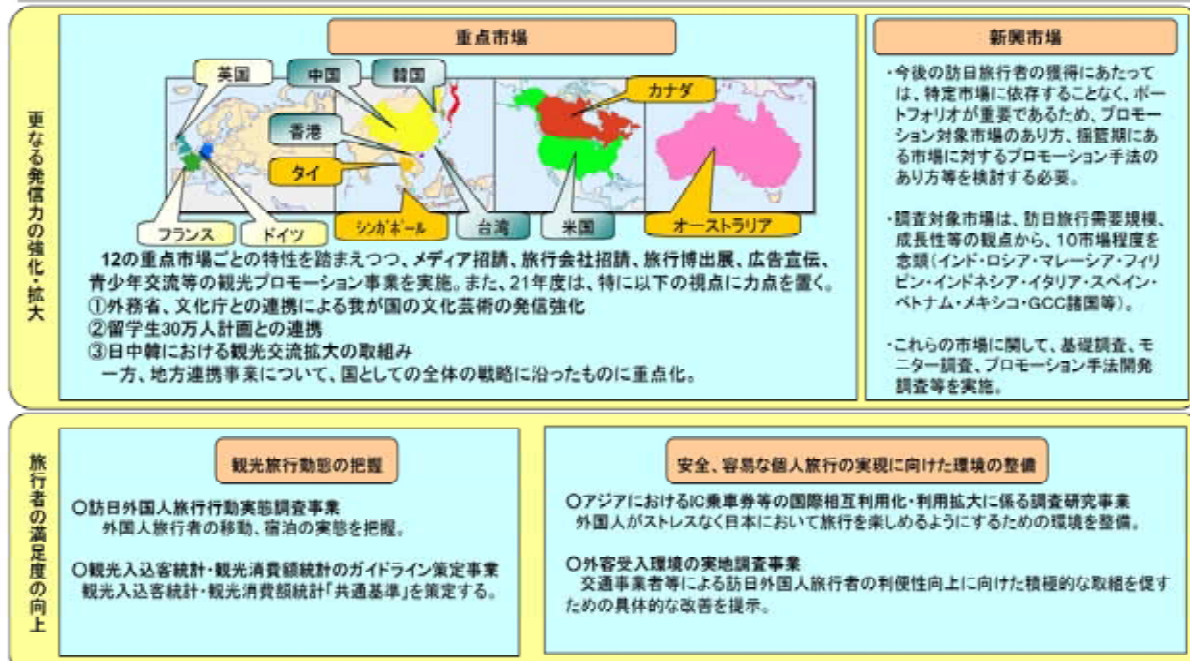 更なる発信力の強化・拡大
重点市場
英国
中国
韓国
香港
タイ
カナダ
フランス
ドイツ
シンガポール
台湾
米国
オーストラリア
12の重点市場ごとの特性を踏まえつつ、メディア招請、旅行会社招請、旅行博出展、広告宣伝、
青少年交流等の観光プロモーション事業を実施。また、21年度は、特に以下の視点に力点を置く。
①外務省、文化庁との連携による我が国の文化芸術の発信強化
②留学生30万人計画との連携
③日中韓における観光交流拡大の取組み
一方、地方連携事業について、国としての全体の戦略に沿ったものに重点化。
新興市場
・今後の訪日旅行者の獲得にあたって
は、特定市場に依存することなく、ポー
トフォリオが重要であるため、プロモー
ション対象市場のあり方、揺籃期にあ
る市場に対するプロモーション手法の
あり方等を検討する必要。
・調査対象市場は、訪日旅行需要規模、
成長性等の観点から、10市場程度を
念頭(インド・ロシア・マレーシア・フィリ
ピン・インドネシア・イタリア・スペイン・
ベトナム・メキシコ・GCC諸国等)。
・これらの市場に関して、基礎調査、モ
ニター調査、プロモーション手法開発
調査等を実施。
旅行者の満足度の向上
観光旅行動態の把握
○訪日外国人旅行行動実態調査事業
外国人旅行者の移動、宿泊の実態を把握。
○観光入込客統計・観光消費額統計のガイドライン策定事業
観光入込客統計・観光消費額統計「共通基準」を策定する。
安全、容易な個人旅行の実現に向けた環境の整備
○アジアにおけるIC乗車券等の国際相互利用化・利用拡大に係る調査研究事業
外国人がストレスなく日本において旅行を楽しめるようにするための環境を整備。
○外客受入環境の実地調査事業
交通事業者等による訪日外国人旅行者の利便性向上に向けた積極的な取組を促す
ための具体的な改善を提示。